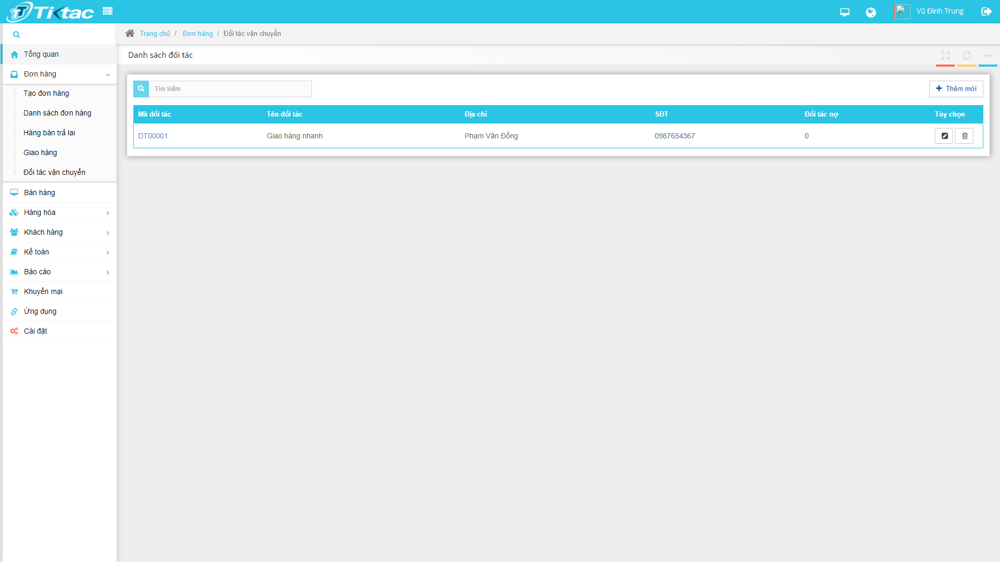 Tiktac
Vũ Đình Trung
Trang chủ / Đơn hàng / Đối tác vận chuyển
Danh sách đối tác
Tổng quan
Đơn hàng
Tạo đơn hàng
Danh sách đơn hàng
Hàng bán trả lại
Giao hàng
Đối tác vận chuyển
Bán hàng
Hàng hóa
Khách hàng
Kế toán
Báo cáo
Khuyến mại
Ứng dụng
Cài đặt
Tìm kiếm
Thêm mới
Mã đối tác Tên đối tác Địa chỉ SĐT Đối tác nợ Tùy chọn
DT00001 Giao hàng nhanh Phạm Văn Đồng 0987654367 0